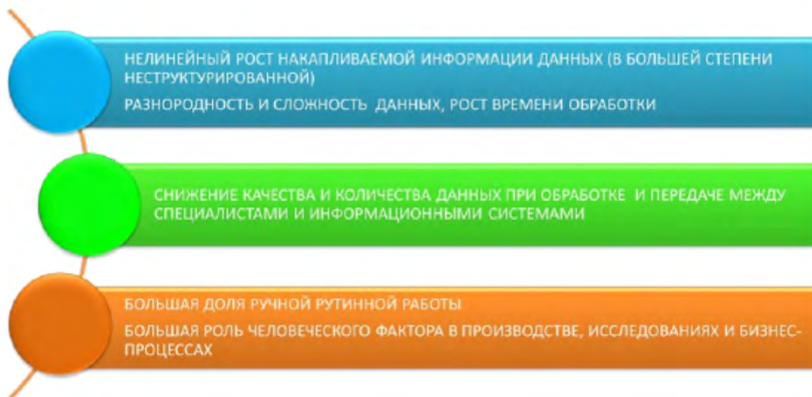 НЕЛИНЕЙНЫЙ РОСТ НАКАПЛИВАЕМОЙ ИНФОРМАЦИИ ДАННЫХ (В БОЛЬШЕЙ СТЕПЕНИ
НЕСТРУКТУРИРОВАННОЙ)
РАЗНОРОДНОСТЬ И СЛОЖНОСТЬ ДАННЫХ, РОСТ ВРЕМЕНИ ОБРАБОТКИ
СНИЖЕНИЕ КАЧЕСТВА И КОЛИЧЕСТВА ДАННЫХ ПРИ ОБРАБОТКЕ И ПЕРЕДАЧЕ МЕЖДУ
СПЕЦИАЛИСТАМИ И ИНФОРМАЦИОННЫМИ СИСТЕМАМИ
БОЛЬШАЯ ДОЛЯ РУЧНОЙ РУТИННОЙ РАБОТЫ
БОЛЬШАЯ РОЛЬ ЧЕЛОВЕЧЕСКОГО ФАКТОРА В ПРОИЗВОДСТВЕ, ИССЛЕДОВАНИЯХ И БИЗНЕС-
ПРОЦЕССАХ